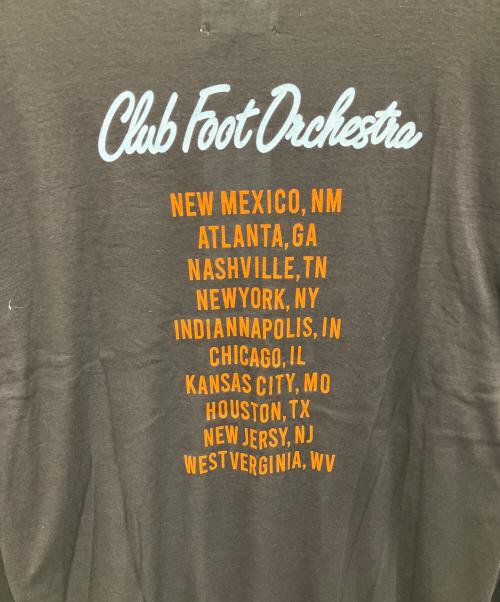 Club Foot Orchestra
NEW MEXICO, NM
ATLANTA, GA
NASHVILLE, TN
NEWYORK, NY
INDIANNAPOLIS, IN
CHICAGO, IL
KANSAS CITY, MO
HOUSTON, TX
NEW JERSY, NJ
WESTVERGINIA, WV